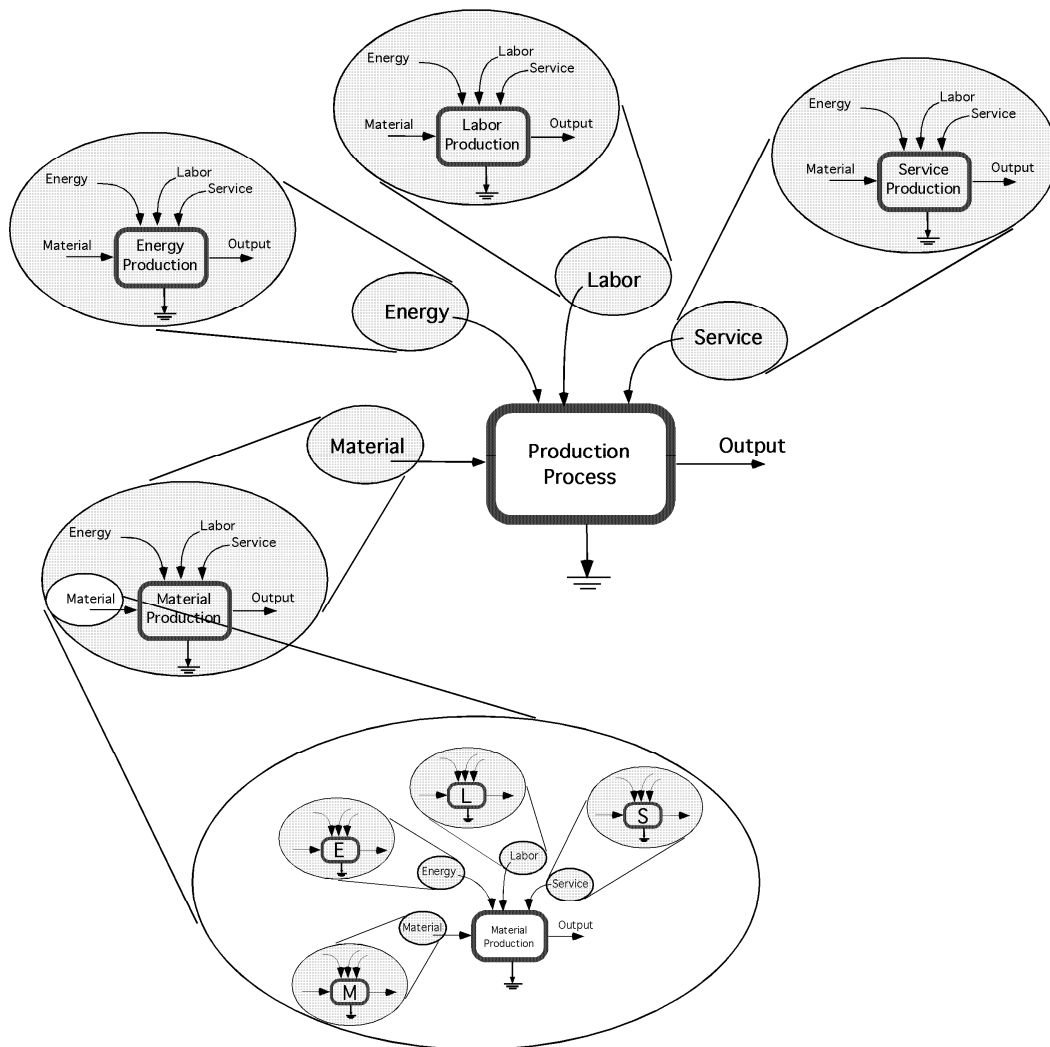 Energy
Labor
Service
Material
Labor
Production
Output
Energy
Labor
Service
Material
Service
Production
Output
Energy
Labor
Service
Material
Energy
Production
Output
Energy
Labor
Service
Material
Production
Process
Output
Energy
Labor
Service
Material
Material
Production
Output
L
S
E
Energy
Labor
Service
Material
Material
Production
Output
M